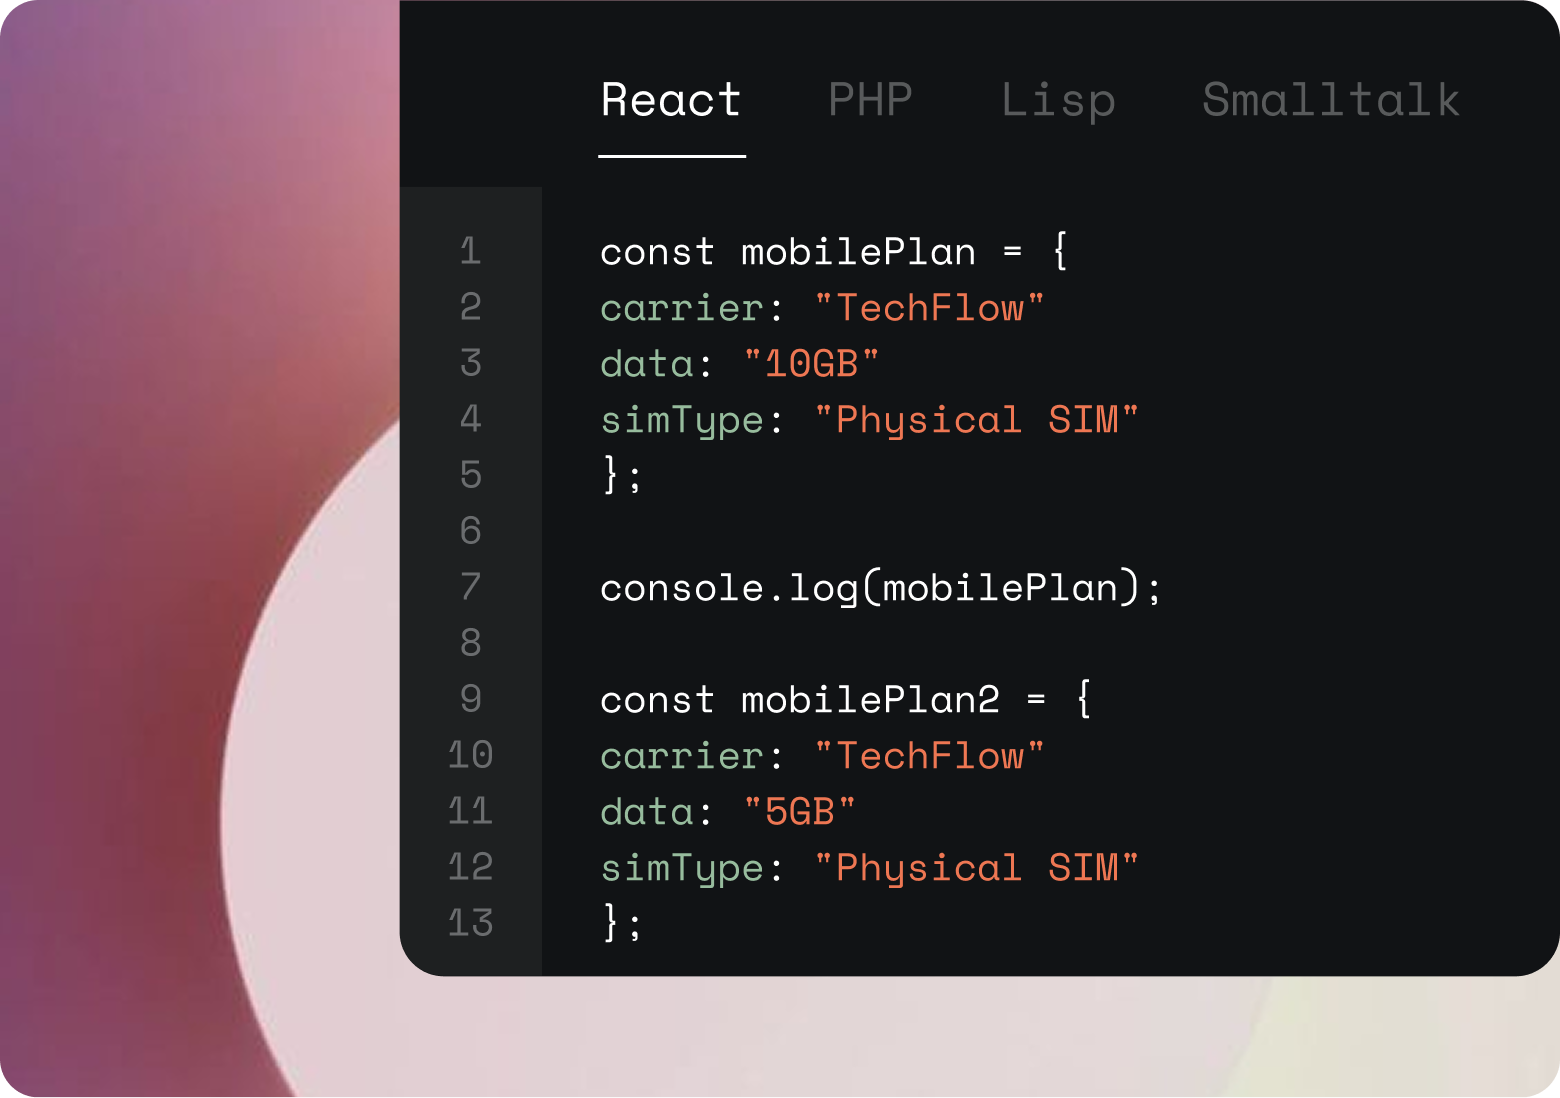 React PHP Lisp Smalltalk
1 const mobilePlan = {
2 carrier: "TechFlow"
3 data: "10GB"
4 simType: "Physical SIM"
5 };
6
7 console.log(mobilePlan);
8
9 const mobilePlan2 = {
10 carrier: "TechFlow"
11 data: "5GB"
12 simType: "Physical SIM"
13 };